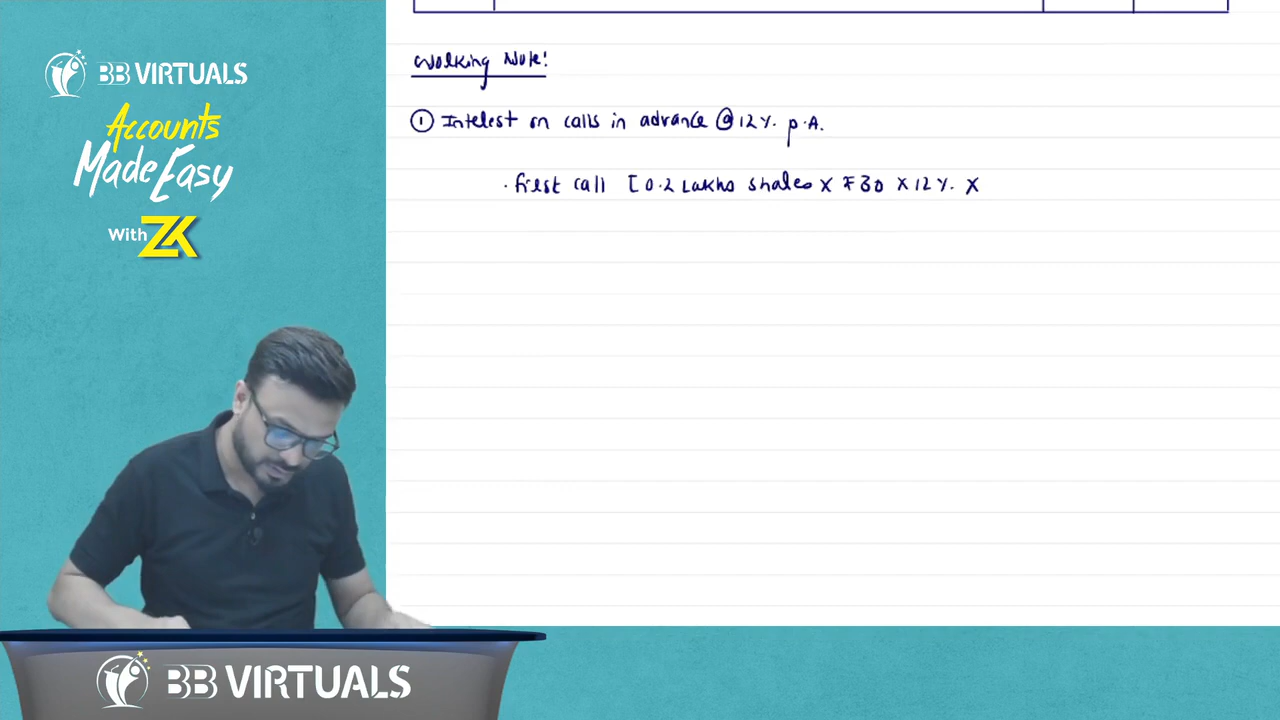 BB VIRTUALS
Accounts
Made Easy
With ZK
Working Note:
① Interest on calls in advance @ 12%. p.A.
· First call [0.2 Lakhs shares x ₹30 x 12%. x
BB VIRTUALS